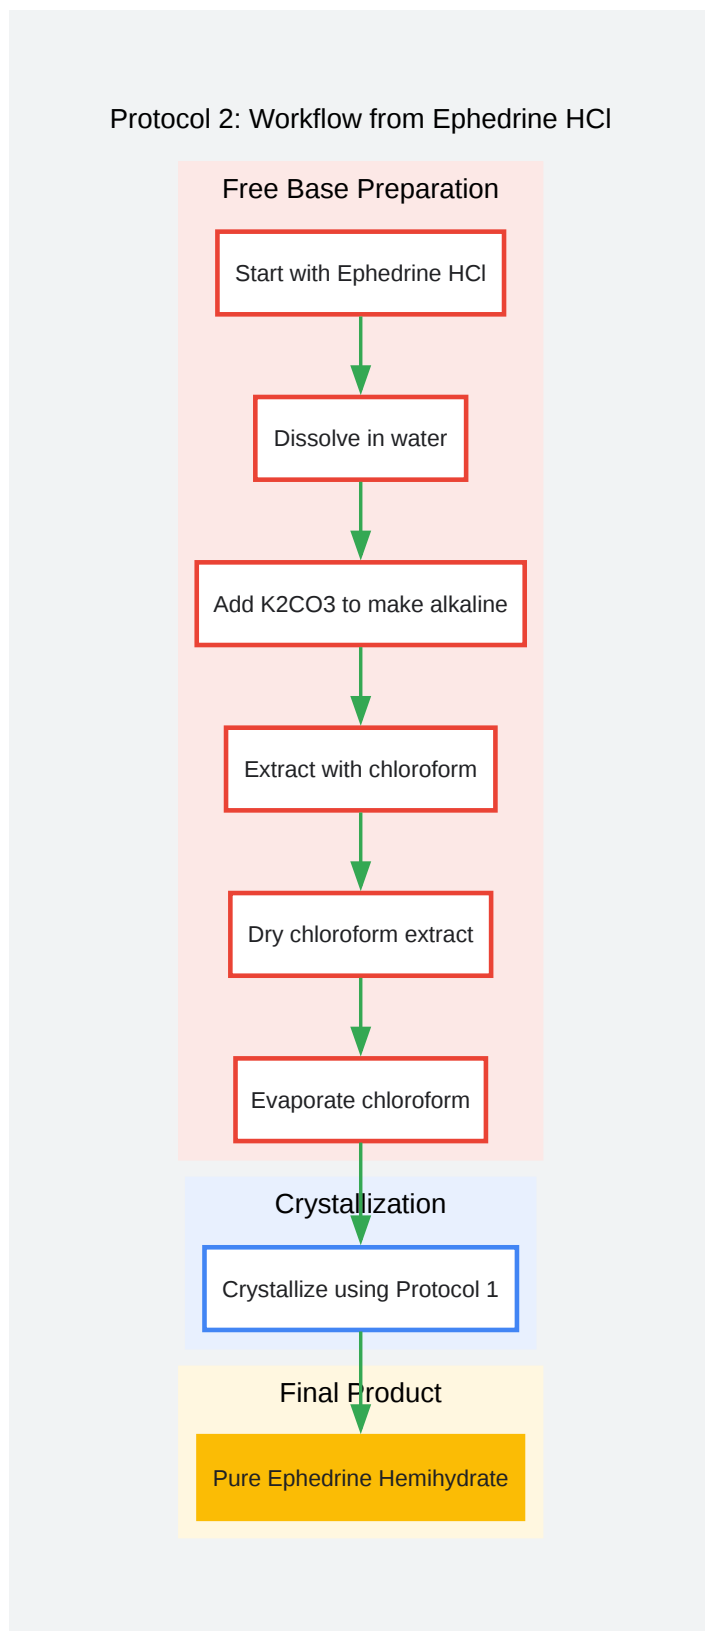 Protocol 2: Workflow from Ephedrine HCl
Free Base Preparation
Start with Ephedrine HCl
Dissolve in water
Add K2CO3 to make alkaline
Extract with chloroform
Dry chloroform extract
Evaporate chloroform
Crystallization
Crystallize using Protocol 1
Final Product
Pure Ephedrine Hemihydrate